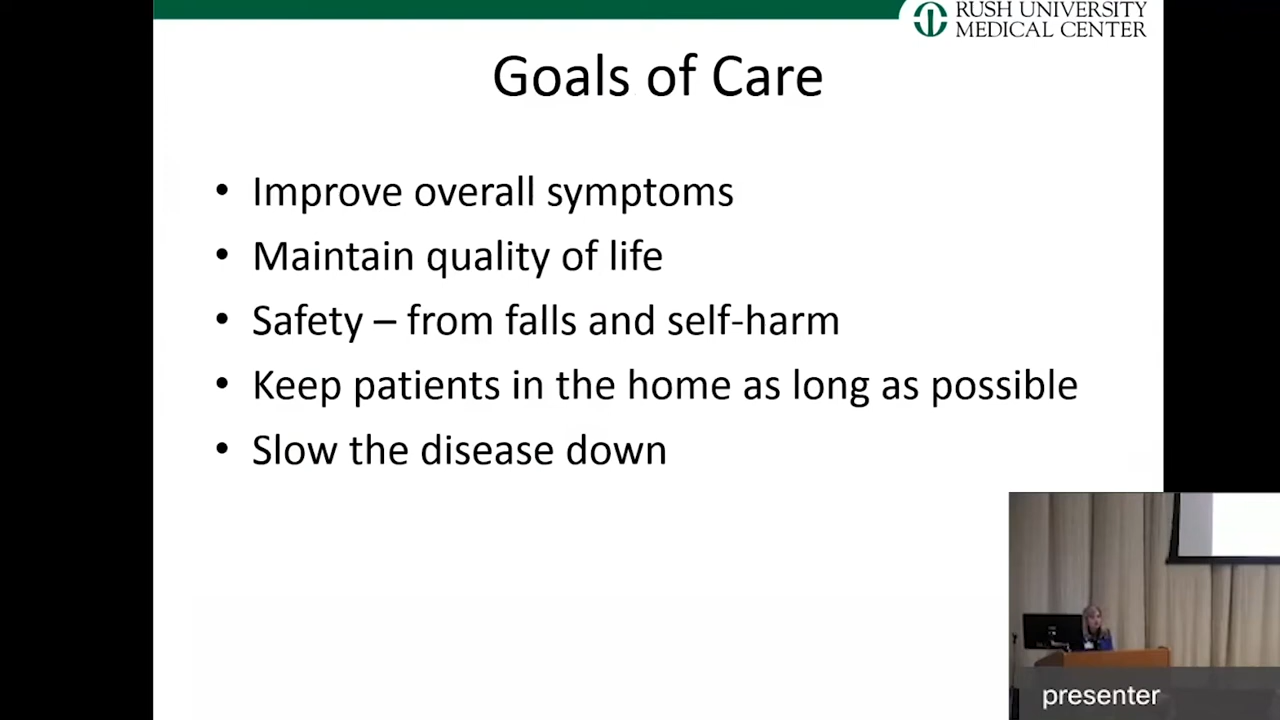 RUSH UNIVERSITY
MEDICAL CENTER
Goals of Care
• Improve overall symptoms
• Maintain quality of life
• Safety – from falls and self-harm
• Keep patients in the home as long as possible
• Slow the disease down
presenter